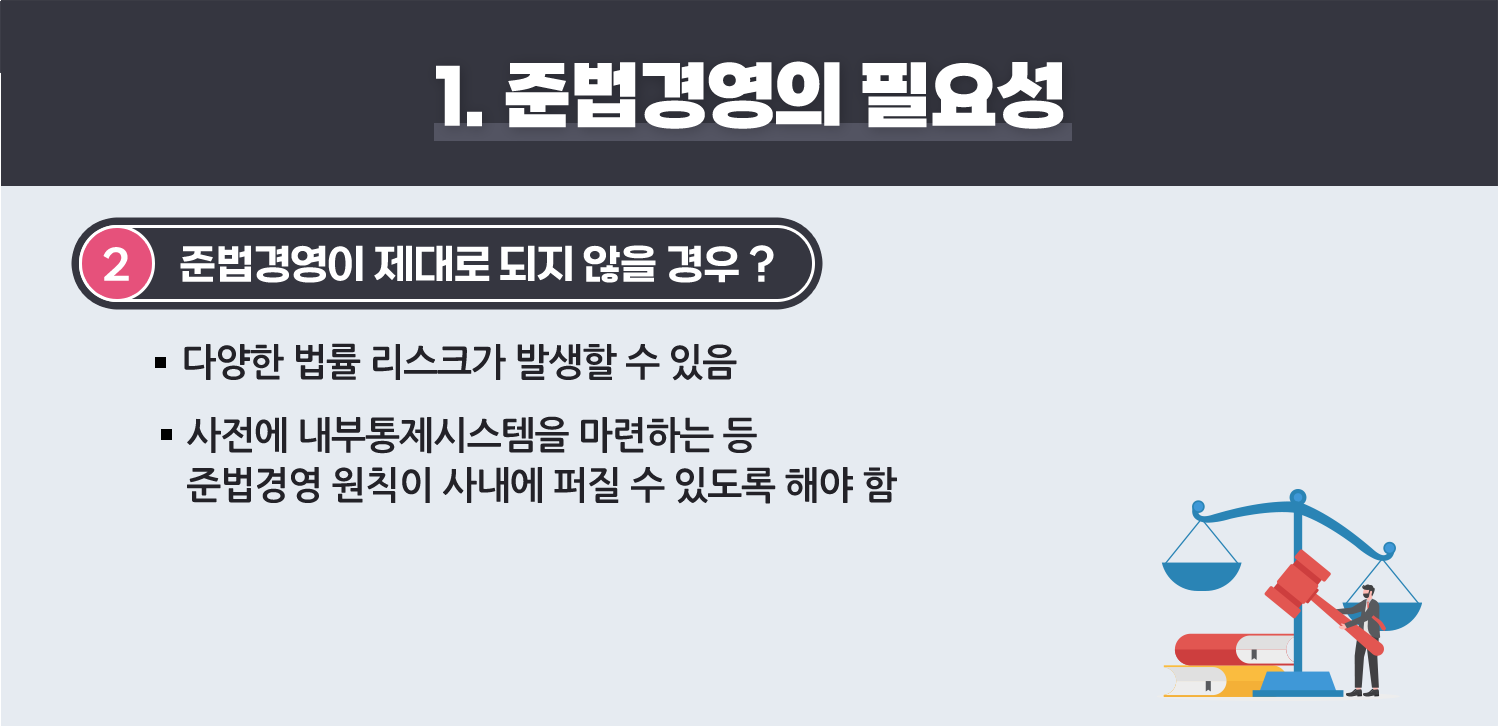 1. 준법경영의 필요성
2 준법경영이 제대로 되지 않을 경우 ?
▪ 다양한 법률 리스크가 발생할 수 있음
▪ 사전에 내부통제시스템을 마련하는 등
준법경영 원칙이 사내에 퍼질 수 있도록 해야 함